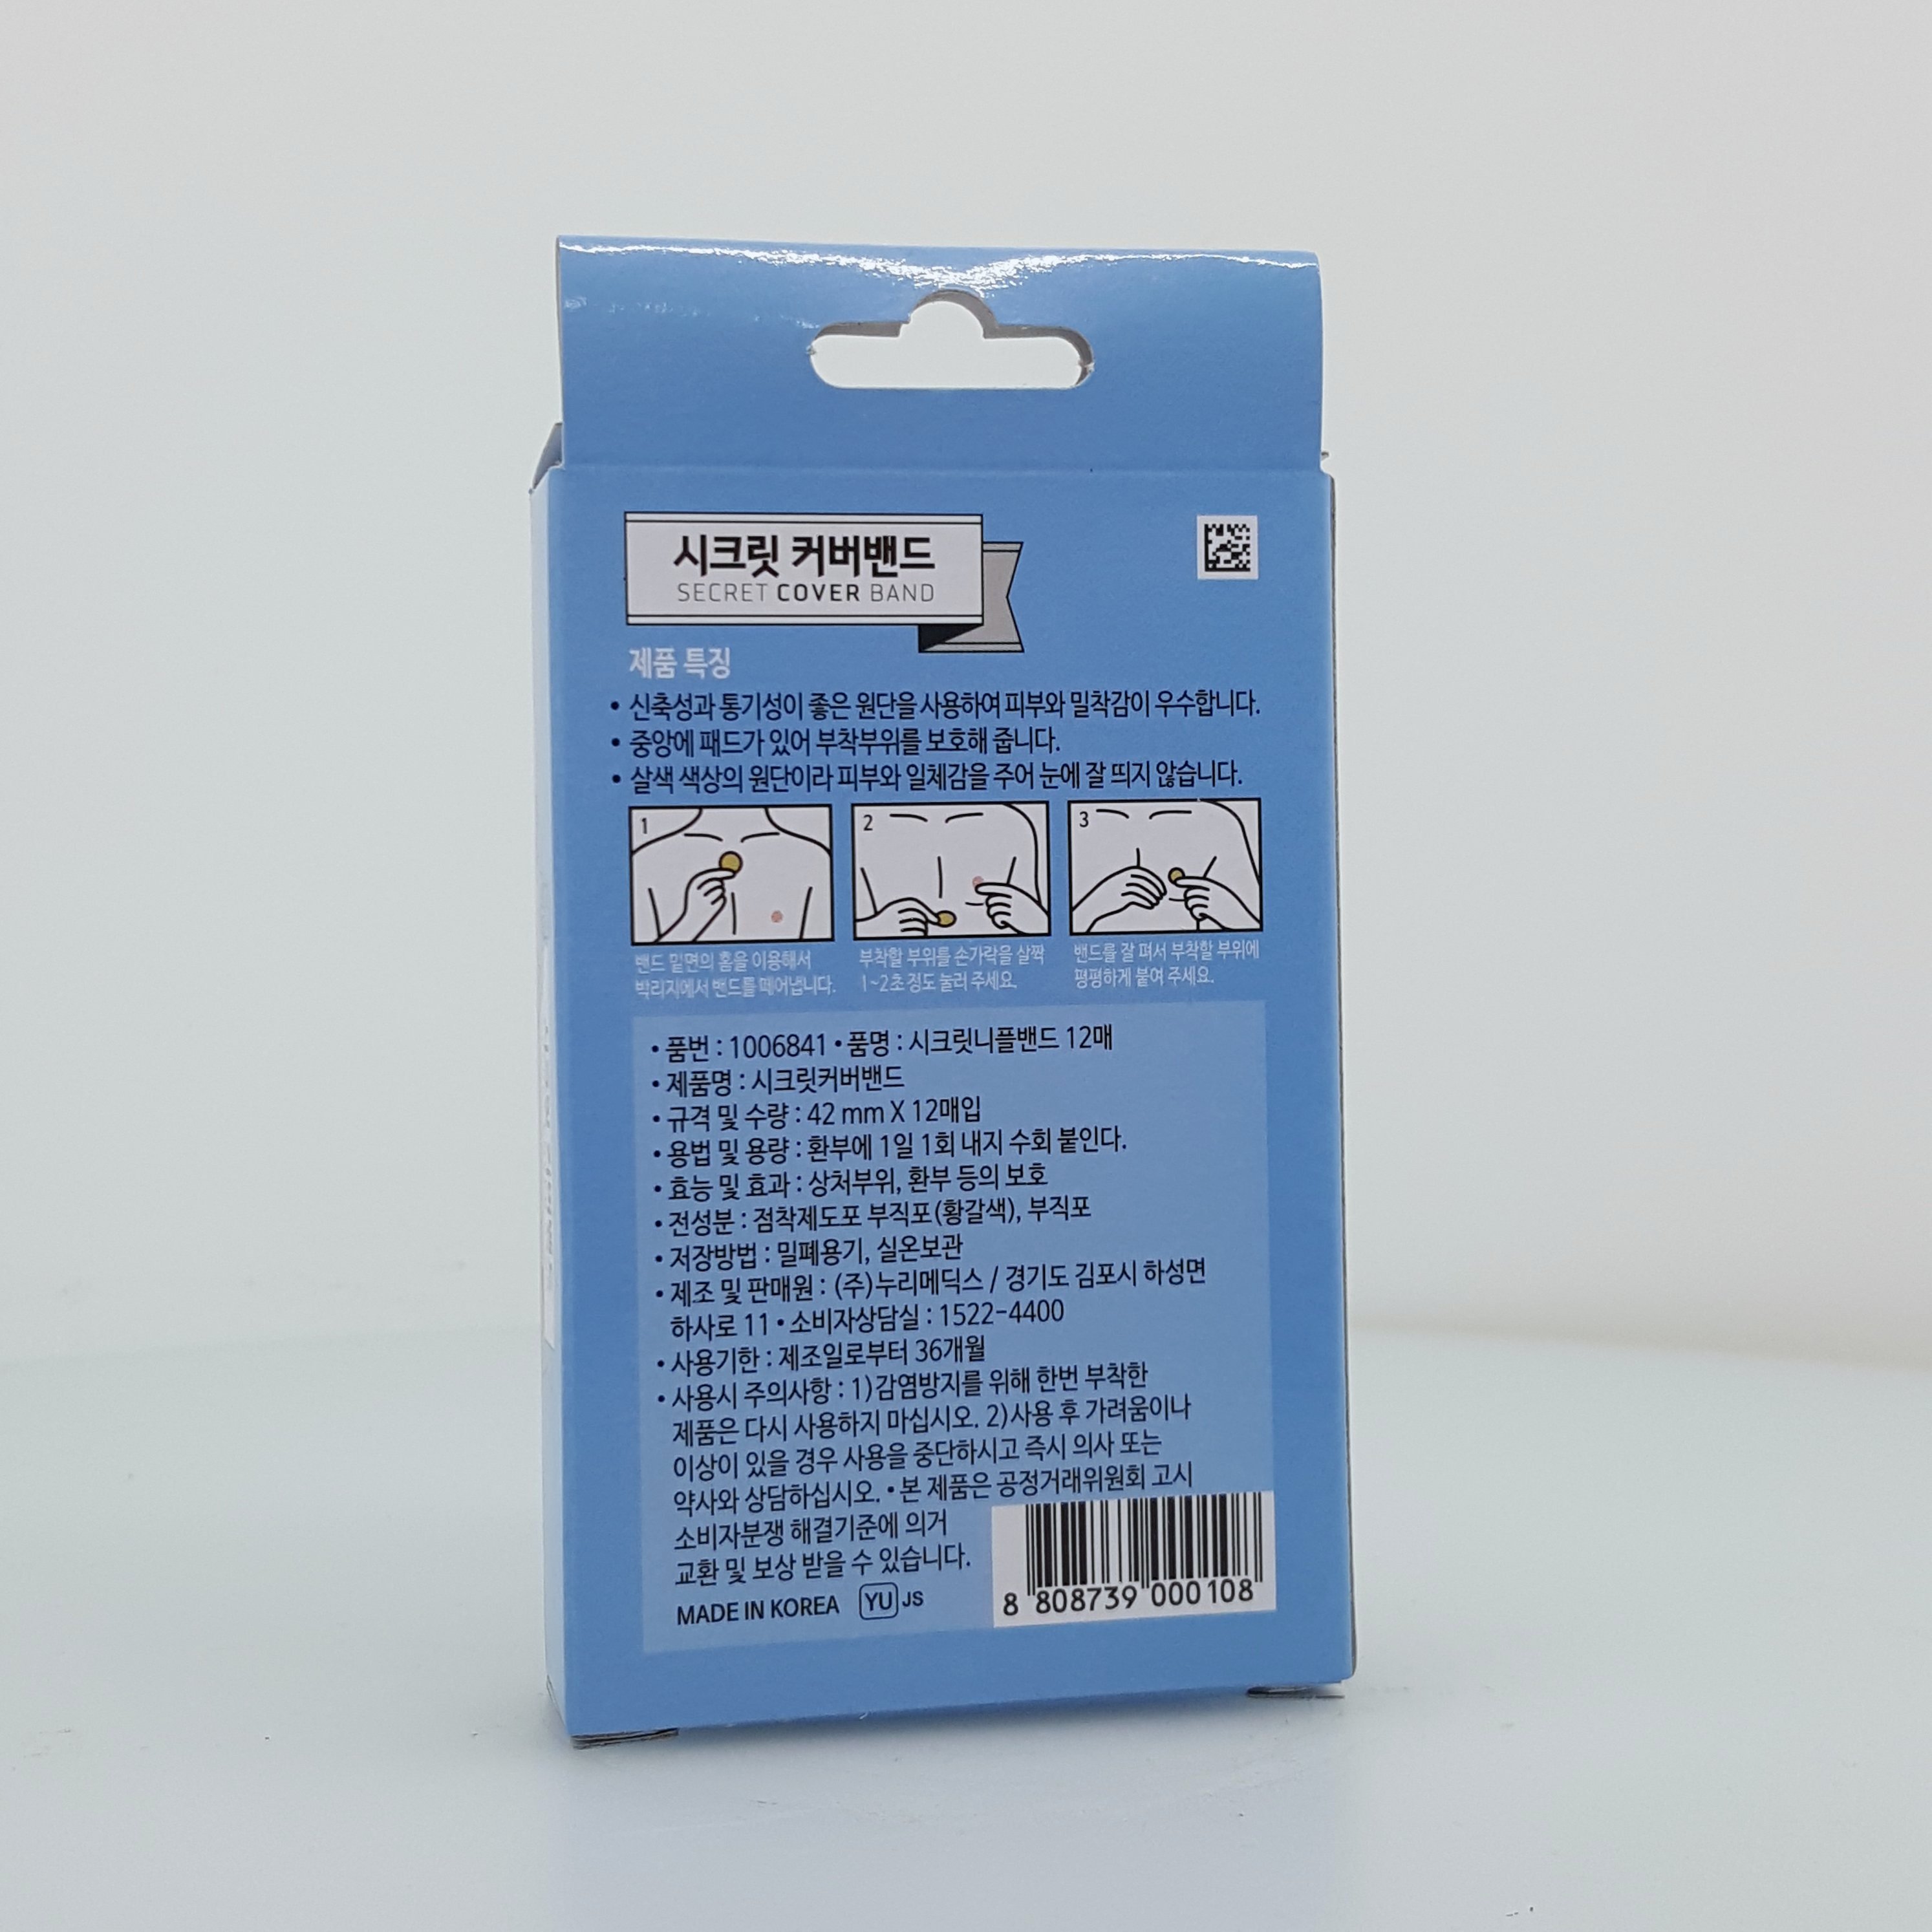 시크릿 커버밴드
SECRET COVER BAND
제품 특징
• 신축성과 통기성이 좋은 원단을 사용하여 피부와 밀착감이 우수합니다.
• 중앙에 패드가 있어 부착부위를 보호해 줍니다.
• 살색 색상의 원단이라 피부와 일체감을 주어 눈에 잘 띄지 않습니다.
1
2
3
밴드 밑면의 홈을 이용해서
박리지에서 밴드를 떼어냅니다.
부착할 부위를 손가락을 살짝
1~2초 정도 눌러 주세요.
밴드를 잘 펴서 부착할 부위에
평평하게 붙여 주세요.
• 품번 : 1006841 • 품명 : 시크릿니플밴드 12매
• 제품명 : 시크릿커버밴드
• 규격 및 수량 : 42 mm X 12매입
• 용법 및 용량 : 환부에 1일 1회 내지 수회 붙인다.
• 효능 및 효과 : 상처부위, 환부 등의 보호
• 전성분 : 점착제도포 부직포(황갈색), 부직포
• 저장방법 : 밀폐용기, 실온보관
• 제조 및 판매원 : (주)누리메딕스 / 경기도 김포시 하성면
하사로 11 • 소비자상담실 : 1522-4400
• 사용기한 : 제조일로부터 36개월
• 사용시 주의사항 : 1)감염방지를 위해 한번 부착한
제품은 다시 사용하지 마십시오. 2)사용 후 가려움이나
이상이 있을 경우 사용을 중단하시고 즉시 의사 또는
약사와 상담하십시오. • 본 제품은 공정거래위원회 고시
소비자분쟁 해결기준에 의거
교환 및 보상 받을 수 있습니다.
MADE IN KOREA YU JS
8 808739 000108